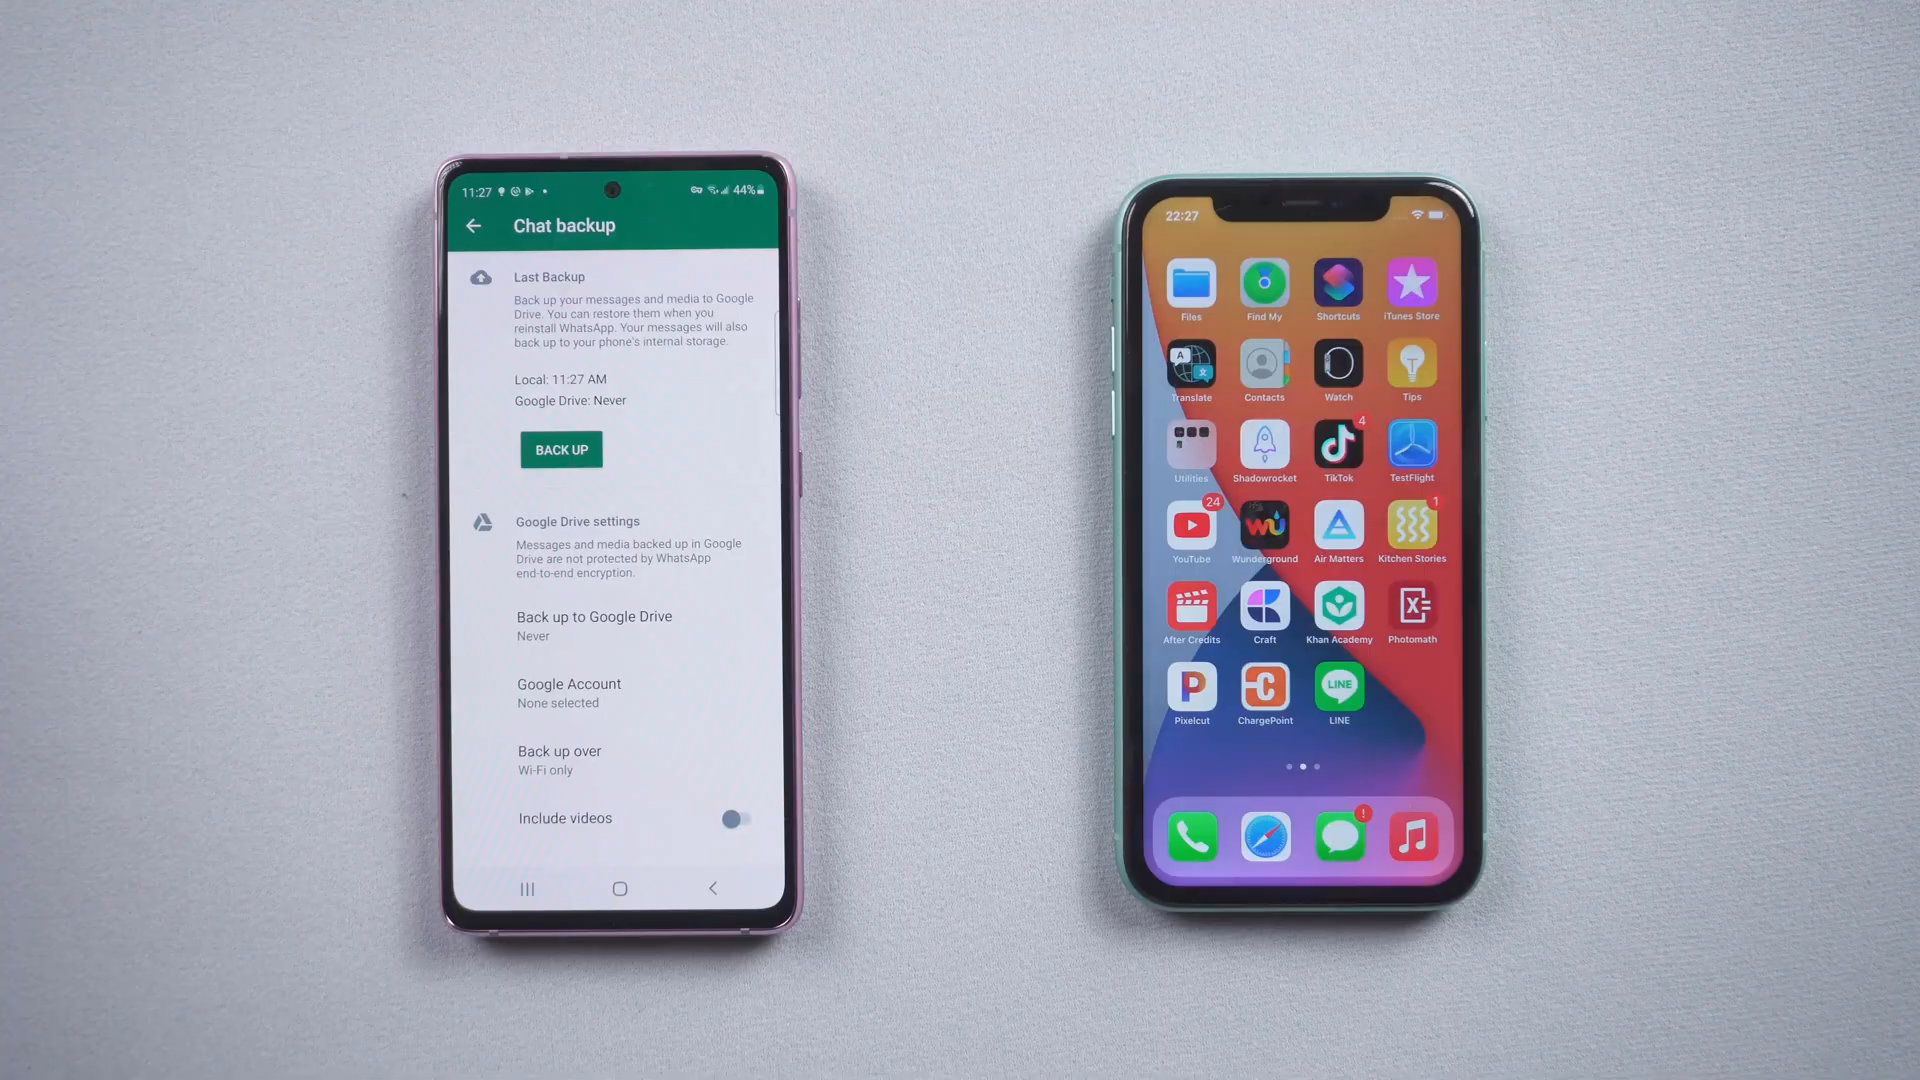 11:27
44%
Chat backup
Last Backup
Back up your messages and media to Google
Drive. You can restore them when you
reinstall WhatsApp. Your messages will also
back up to your phone's internal storage.
Local: 11:27 AM
Google Drive: Never
BACK UP
Google Drive settings
Messages and media backed up in Google
Drive are not protected by WhatsApp
end-to-end encryption.
Back up to Google Drive
Never
Google Account
None selected
Back up over
Wi-Fi only
Include videos
22:27
Files Find My Shortcuts iTunes Store
A 文
Translate Contacts Watch Tips
4
Utilities Shadowrocket TikTok TestFlight
24 WU 1
YouTube Wunderground Air Matters Kitchen Stories
X
After Credits Craft Khan Academy Photomath
P C LINE
Pixelcut ChargePoint LINE
!